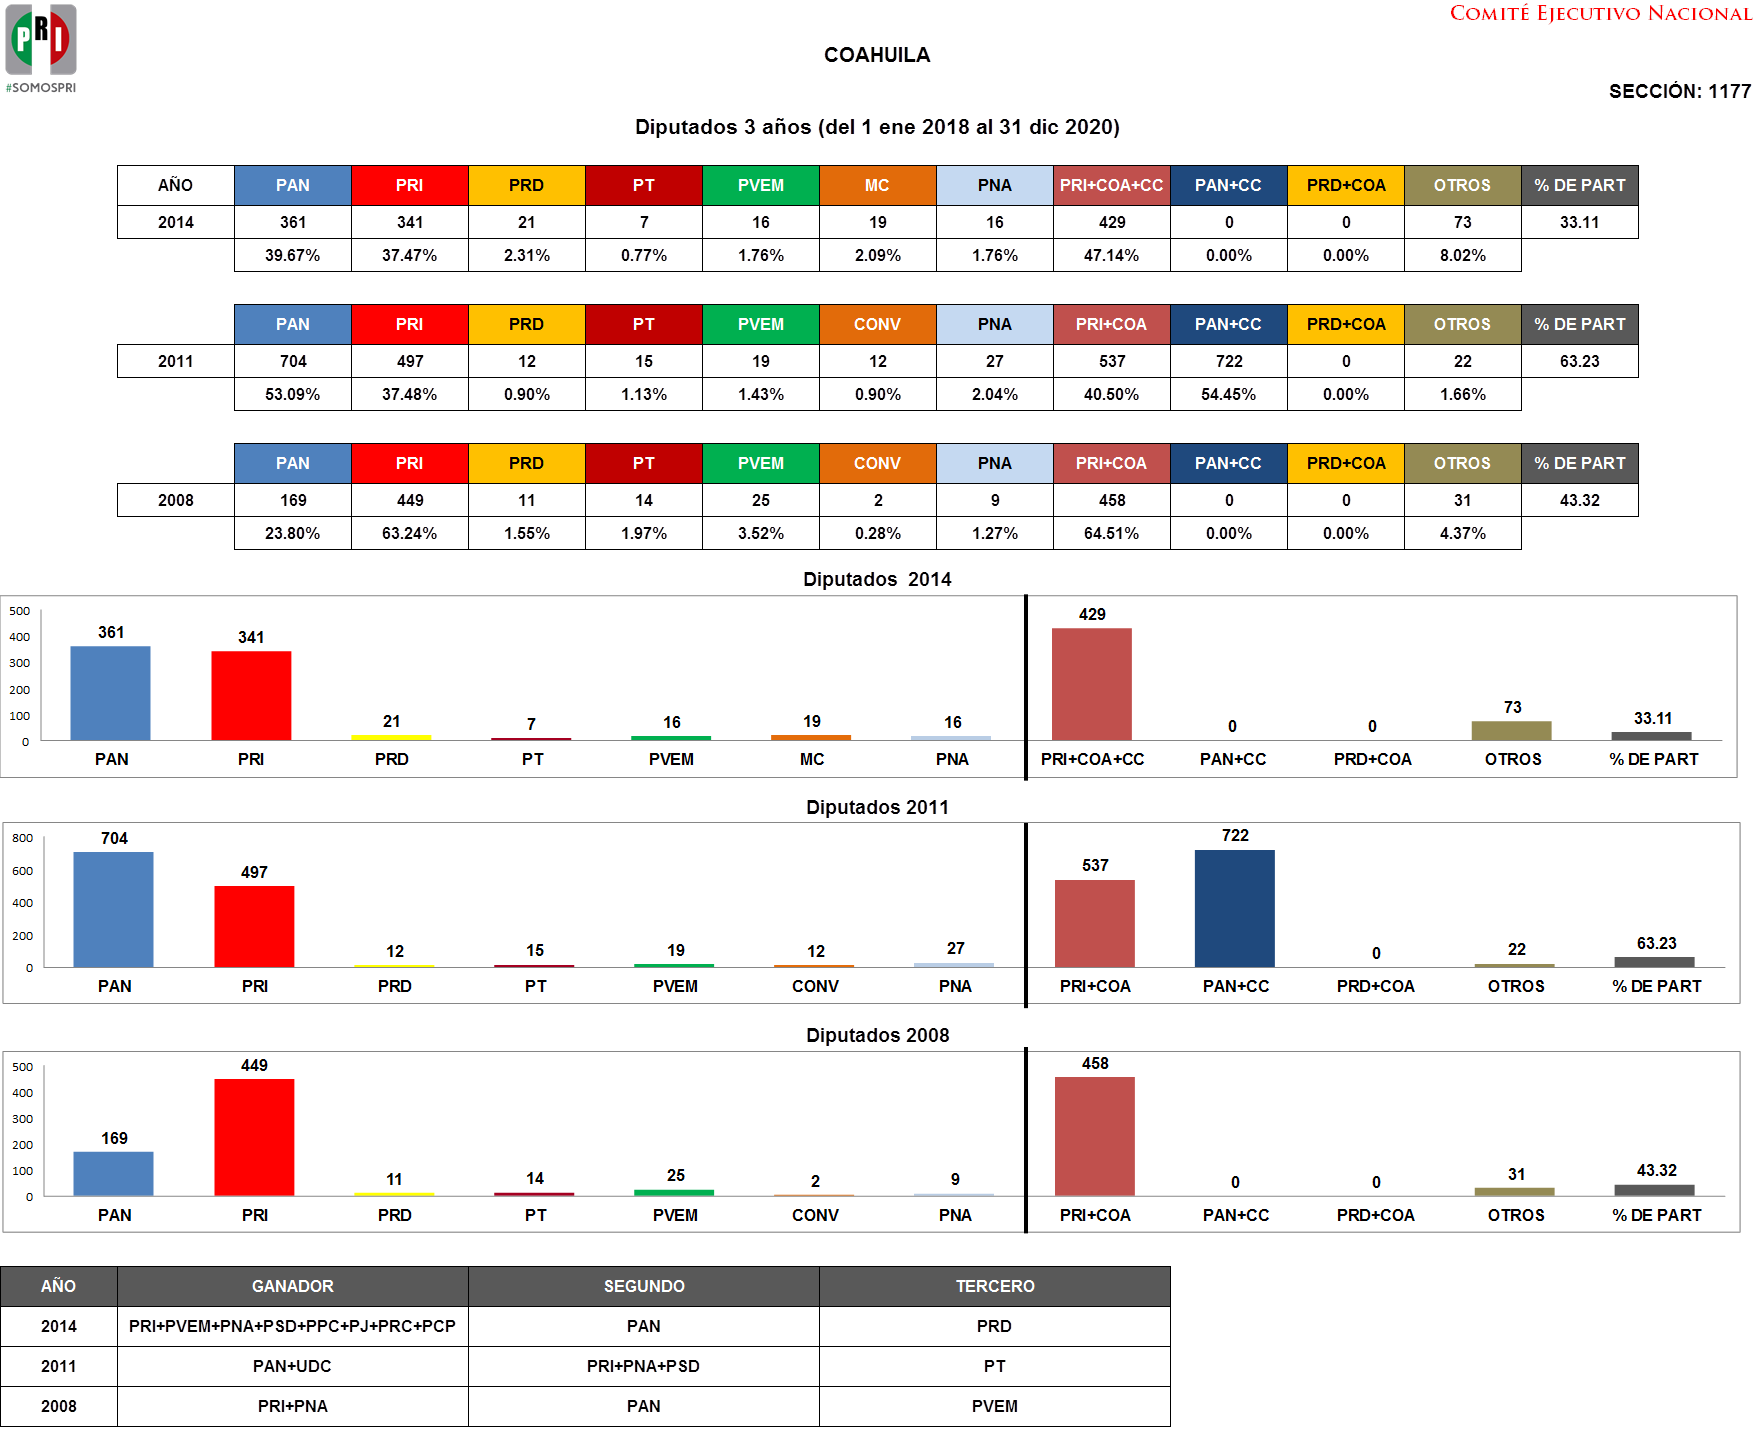 PRI
#SOMOSPRI
COMITÉ EJECUTIVO NACIONAL
COAHUILA
SECCIÓN: 1177
Diputados 3 años (del 1 ene 2018 al 31 dic 2020)
AÑO PAN PRI PRD PT PVEM MC PNA PRI+COA+CC PAN+CC PRD+COA OTROS % DE PART
2014 361 341 21 7 16 19 16 429 0 0 73 33.11
39.67% 37.47% 2.31% 0.77% 1.76% 2.09% 1.76% 47.14% 0.00% 0.00% 8.02%
PAN PRI PRD PT PVEM CONV PNA PRI+COA PAN+CC PRD+COA OTROS % DE PART
2011 704 497 12 15 19 12 27 537 722 0 22 63.23
53.09% 37.48% 0.90% 1.13% 1.43% 0.90% 2.04% 40.50% 54.45% 0.00% 1.66%
PAN PRI PRD PT PVEM CONV PNA PRI+COA PAN+CC PRD+COA OTROS % DE PART
2008 169 449 11 14 25 2 9 458 0 0 31 43.32
23.80% 63.24% 1.55% 1.97% 3.52% 0.28% 1.27% 64.51% 0.00% 0.00% 4.37%
Diputados 2014
500
400
300
200
100
0
361 341 21 7 16 19 16 429 0 0 73 33.11
PAN PRI PRD PT PVEM MC PNA PRI+COA+CC PAN+CC PRD+COA OTROS % DE PART
Diputados 2011
800
600
400
200
0
704 497 12 15 19 12 27 537 722 0 22 63.23
PAN PRI PRD PT PVEM CONV PNA PRI+COA PAN+CC PRD+COA OTROS % DE PART
Diputados 2008
500
400
300
200
100
0
169 449 11 14 25 2 9 458 0 0 31 43.32
PAN PRI PRD PT PVEM CONV PNA PRI+COA PAN+CC PRD+COA OTROS % DE PART
AÑO GANADOR SEGUNDO TERCERO
2014 PRI+PVEM+PNA+PSD+PPC+PJ+PRC+PCP PAN PRD
2011 PAN+UDC PRI+PNA+PSD PT
2008 PRI+PNA PAN PVEM